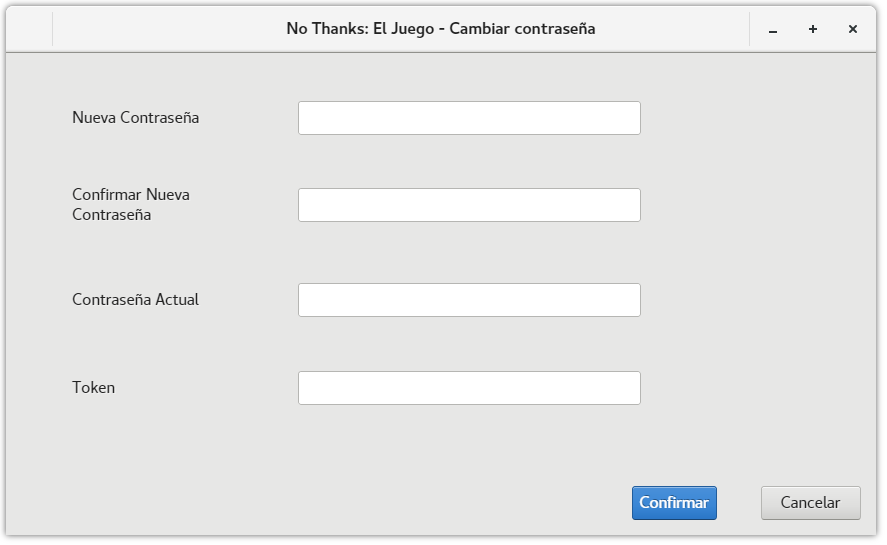 No Thanks: El Juego - Cambiar contraseña
Nueva Contraseña
Confirmar Nueva
Contraseña
Contraseña Actual
Token
Confirmar
Cancelar